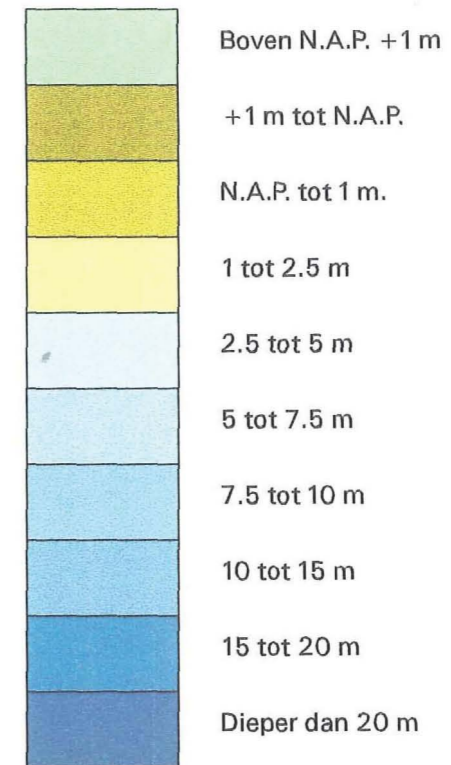 Boven N.A.P. +1 m
+1 m tot N.A.P.
N.A.P. tot 1 m.
1 tot 2.5 m
2.5 tot 5 m
5 tot 7.5 m
7.5 tot 10 m
10 tot 15 m
15 tot 20 m
Dieper dan 20 m